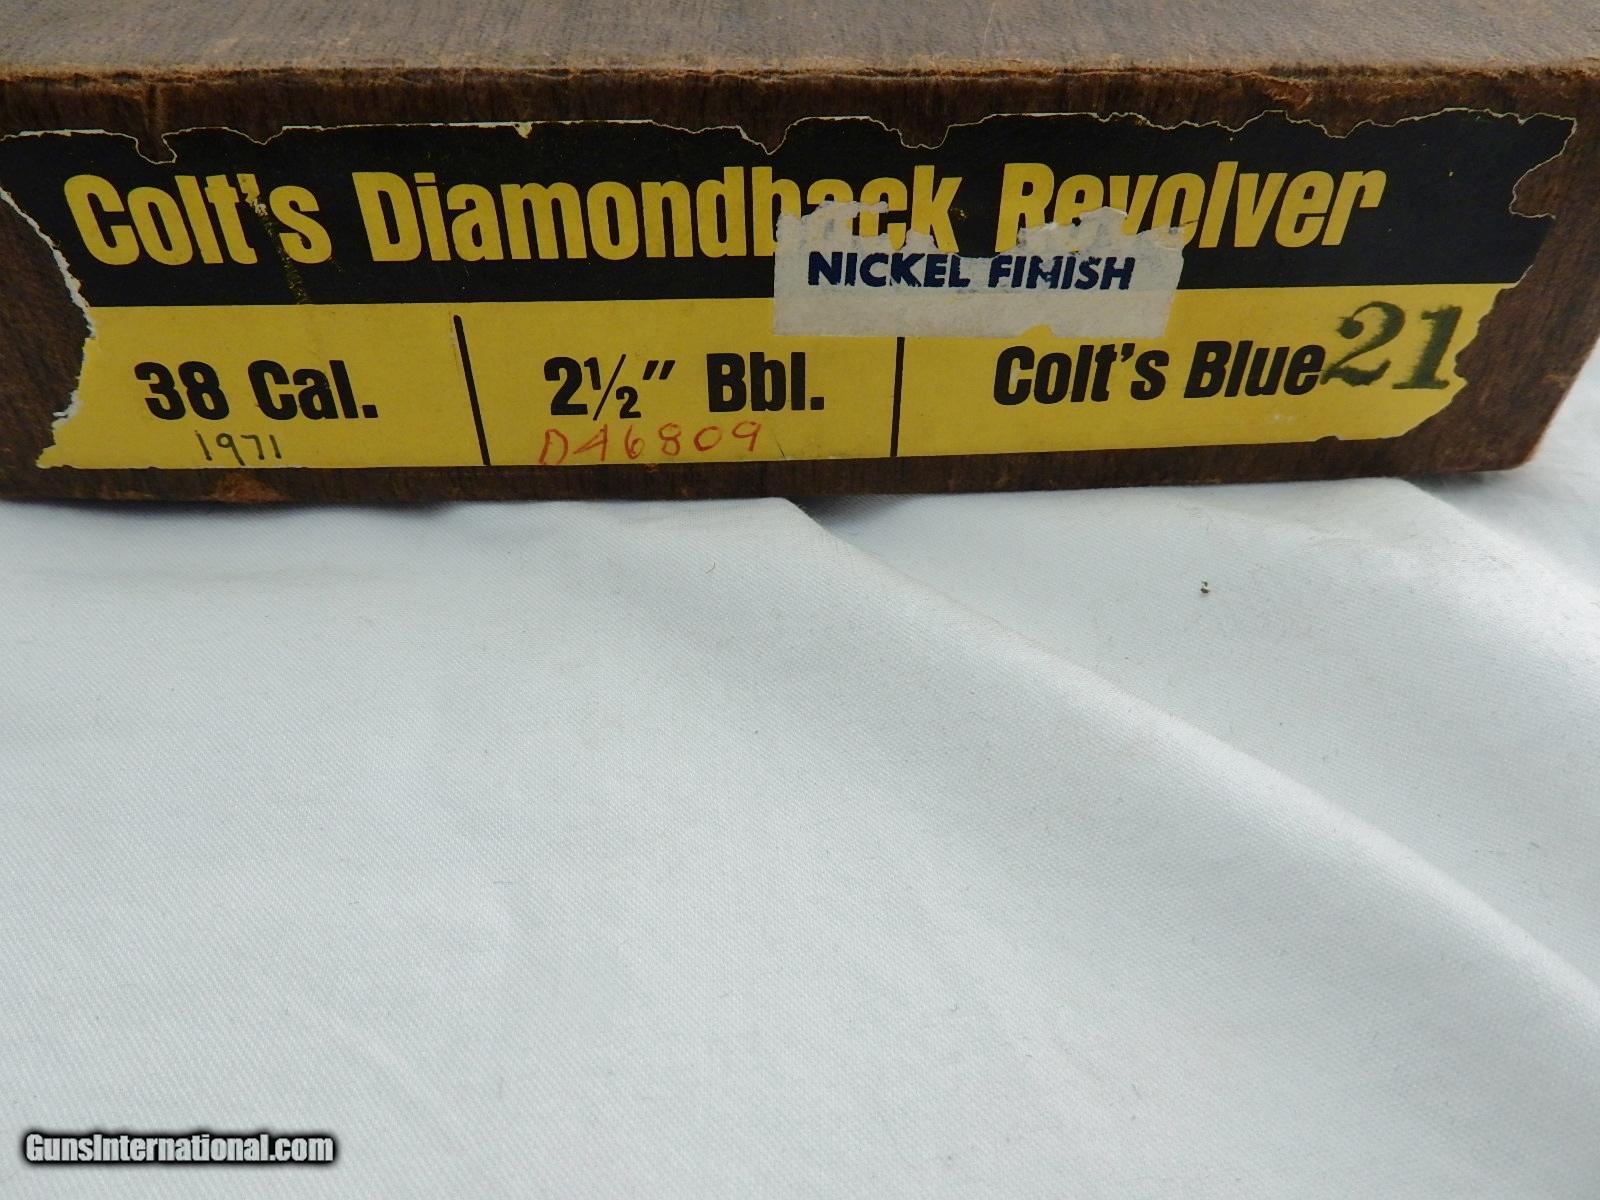 Colt's Diamondback Revolver
NICKEL FINISH
38 Cal. 2½" Bbl. Colt's Blue 21
1971 D46809
GunsInternational.com